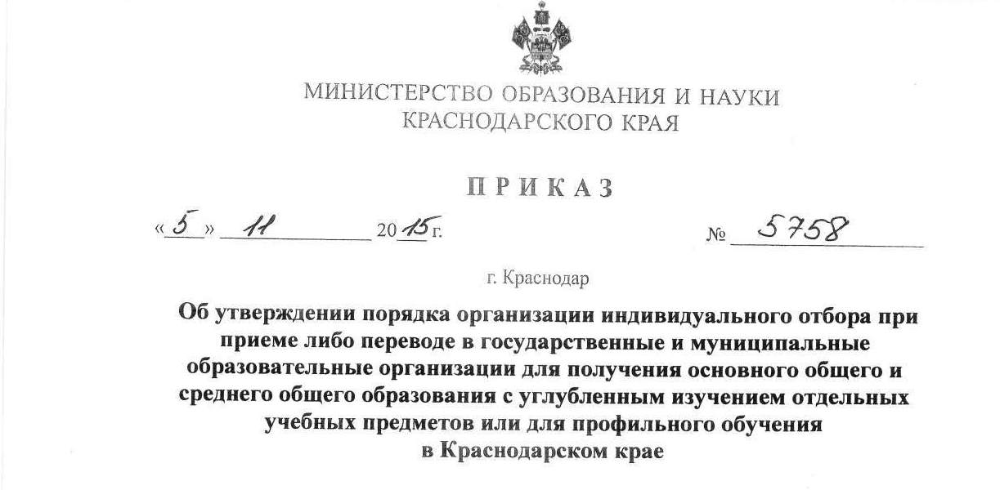 МИНИСТЕРСТВО ОБРАЗОВАНИЯ И НАУКИ
КРАСНОДАРСКОГО КРАЯ
ПРИКАЗ
«5» 11 2015 г. № 5758
г. Краснодар
Об утверждении порядка организации индивидуального отбора при
приеме либо переводе в государственные и муниципальные
образовательные организации для получения основного общего и
среднего общего образования с углубленным изучением отдельных
учебных предметов или для профильного обучения
в Краснодарском крае